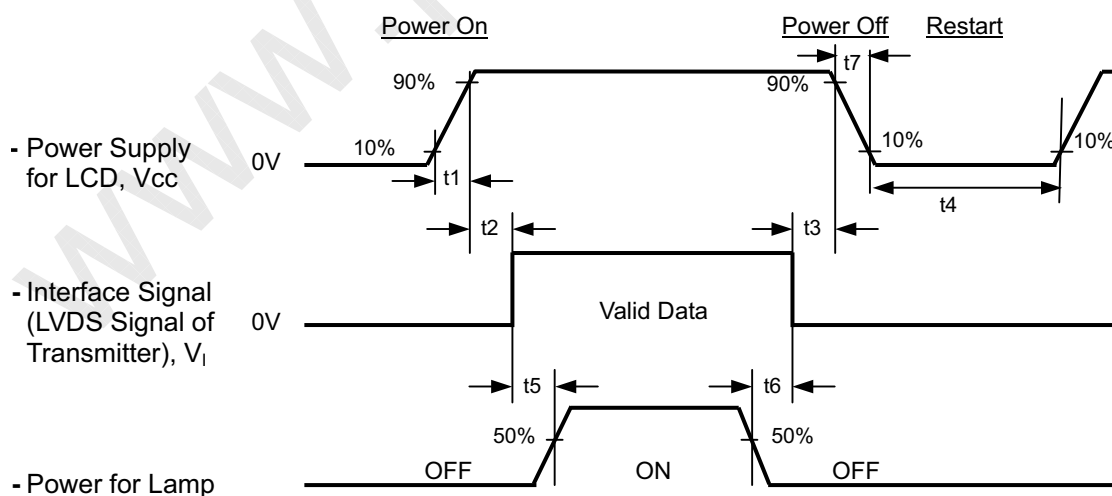 Power On
Power Off
Restart
t7
90%
90%
10%
10%
10%
- Power Supply
for LCD, Vcc
0V
t1
t4
t2
t3
- Interface Signal
(LVDS Signal of
Transmitter), VI
0V
Valid Data
t5
t6
50%
50%
- Power for Lamp
OFF
ON
OFF